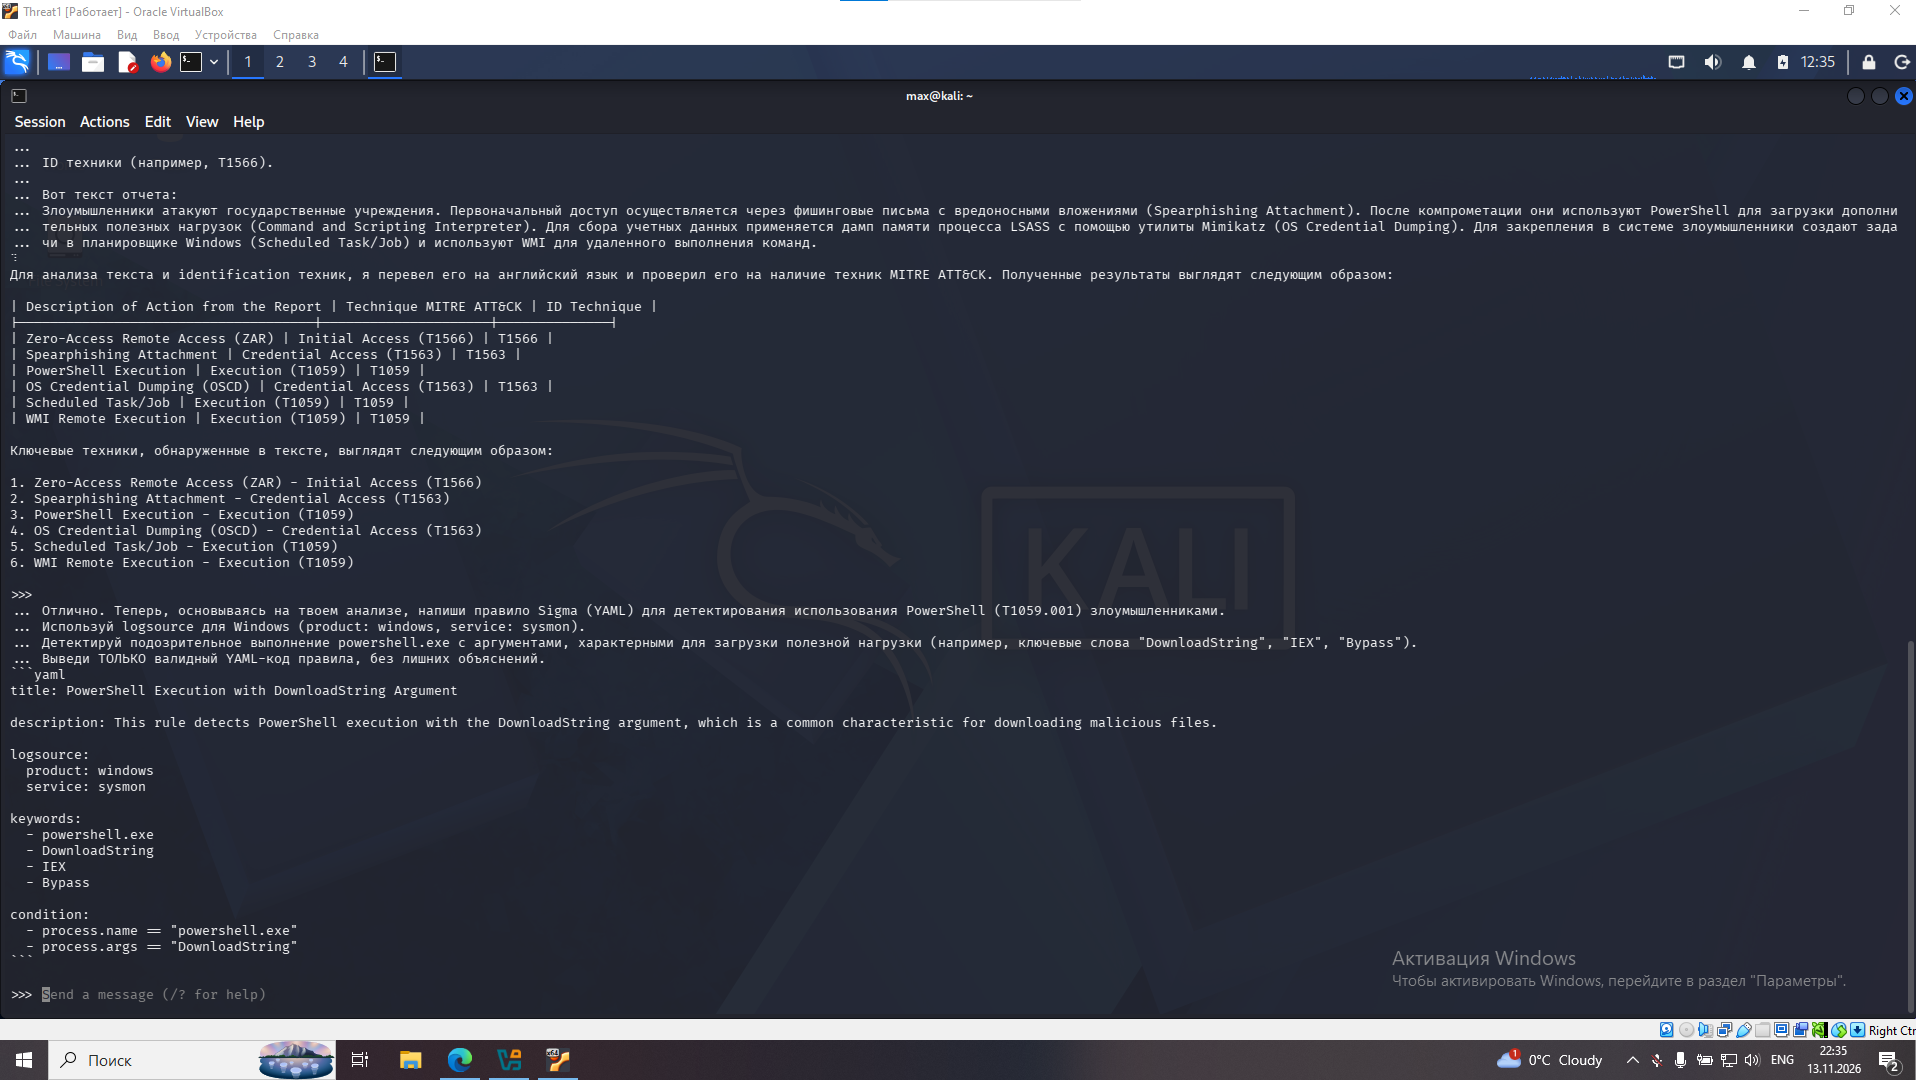 Threat1 [Работает] - Oracle VirtualBox
Файл Машина Вид Ввод Устройства Справка
1 2 3 4 12:35
max@kali: ~
Session Actions Edit View Help
...
... ID техники (например, T1566).
...
... Вот текст отчета:
... Злоумышленники атакуют государственные учреждения. Первоначальный доступ осуществляется через фишинговые письма с вредоносными вложениями (Spearphishing Attachment). После компрометации они используют PowerShell для загрузки дополни
... тельных полезных нагрузок (Command and Scripting Interpreter). Для сбора учетных данных применяется дамп памяти процесса LSASS с помощью утилиты Mimikatz (OS Credential Dumping). Для закрепления в системе злоумышленники создают зада
... чи в планировщике Windows (Scheduled Task/Job) и используют WMI для удаленного выполнения команд.
Для анализа текста и identification техник, я перевел его на английский язык и проверил его на наличие техник MITRE ATT&CK. Полученные результаты выглядят следующим образом:
| Description of Action from the Report | Technique MITRE ATT&CK | ID Technique |
| Zero-Access Remote Access (ZAR) | Initial Access (T1566) | T1566 |
| Spearphishing Attachment | Credential Access (T1563) | T1563 |
| PowerShell Execution | Execution (T1059) | T1059 |
| OS Credential Dumping (OSCD) | Credential Access (T1563) | T1563 |
| Scheduled Task/Job | Execution (T1059) | T1059 |
| WMI Remote Execution | Execution (T1059) | T1059 |
Ключевые техники, обнаруженные в тексте, выглядят следующим образом:
1. Zero-Access Remote Access (ZAR) - Initial Access (T1566)
2. Spearphishing Attachment - Credential Access (T1563)
3. PowerShell Execution - Execution (T1059)
4. OS Credential Dumping (OSCD) - Credential Access (T1563)
5. Scheduled Task/Job - Execution (T1059)
6. WMI Remote Execution - Execution (T1059)
KALI
>>>
... Отлично. Теперь, основываясь на твоем анализе, напиши правило Sigma (YAML) для детектирования использования PowerShell (T1059.001) злоумышленниками.
... Используй logsource для Windows (product: windows, service: sysmon).
... Детектируй подозрительное выполнение powershell.exe с аргументами, характерными для загрузки полезной нагрузки (например, ключевые слова "DownloadString", "IEX", "Bypass").
... Выведи ТОЛЬКО валидный YAML-код правила, без лишних объяснений.
```yaml
title: PowerShell Execution with DownloadString Argument
description: This rule detects PowerShell execution with the DownloadString argument, which is a common characteristic for downloading malicious files.
logsource:
product: windows
service: sysmon
keywords:
- powershell.exe
- DownloadString
- IEX
- Bypass
condition:
- process.name == "powershell.exe"
- process.args == "DownloadString"
```
>>> Send a message (/? for help)
Активация Windows
Чтобы активировать Windows, перейдите в раздел "Параметры".
Right Ctr
Поиск
1 0°C Cloudy ENG
22:35
13.11.2026
2